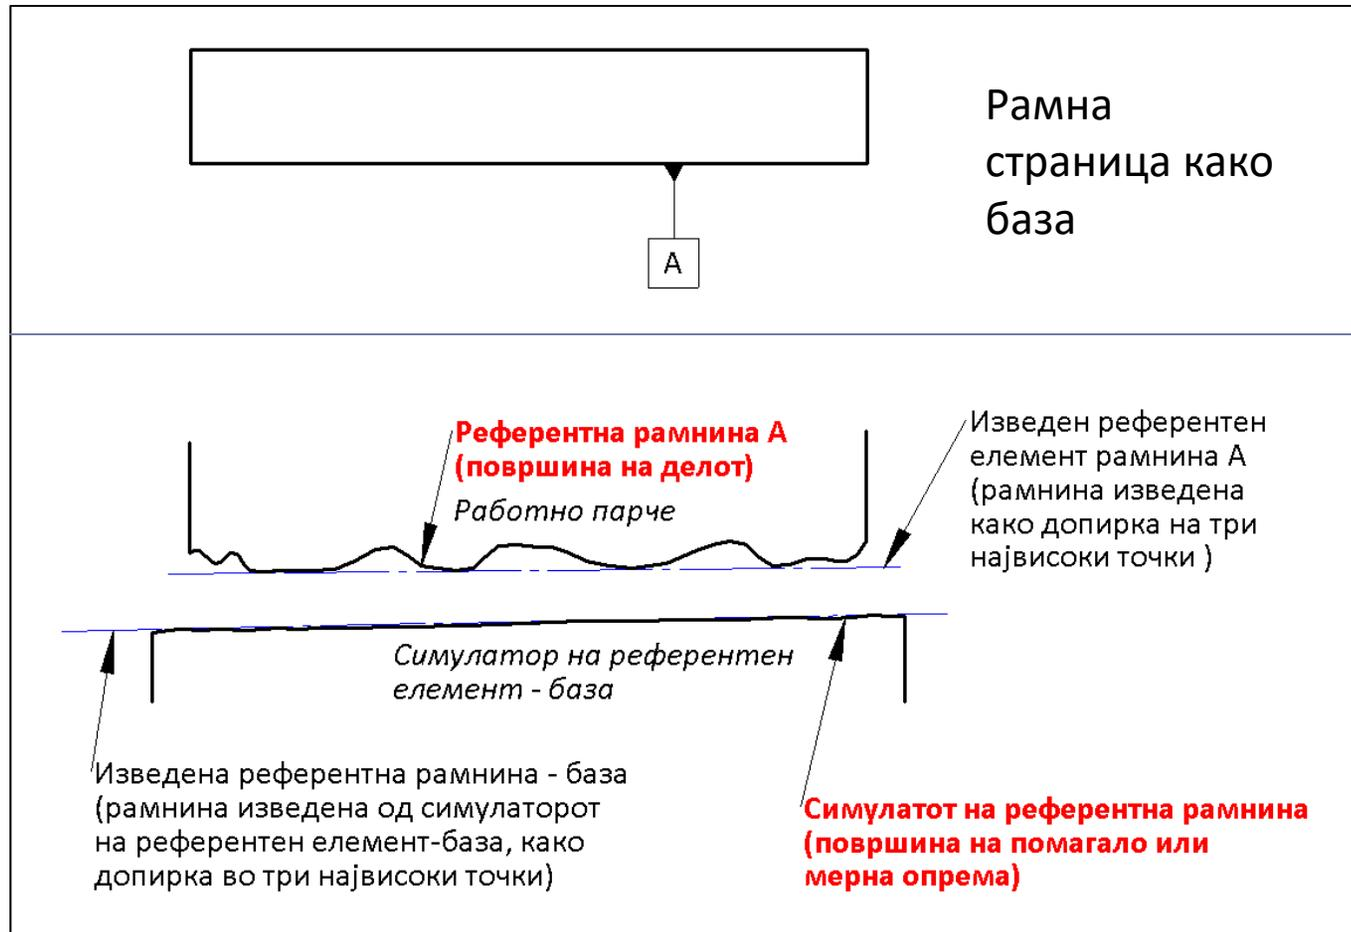 Рамна
страница како
база
А
Референтна рамнина А
(површина на делот)
Работно парче
Изведен референтен
елемент рамнина А
(рамнина изведена
како допирка на три
највисоки точки )
Симулатор на референтен
елемент - база
Изведена референтна рамнина - база
(рамнина изведена од симулаторот
на референтен елемент-база, како
допирка во три највисоки точки)
Симулатот на референтна рамнина
(површина на помагало или
мерна опрема)